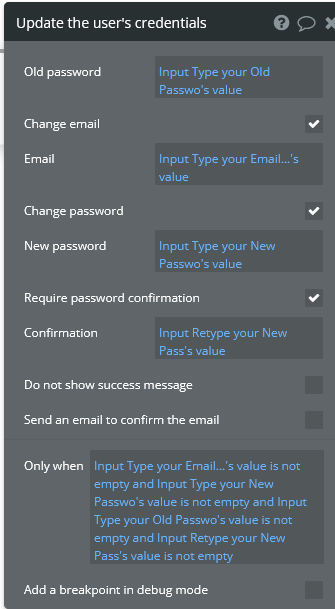 Update the user's credentials
Old password
Input Type your Old
Passwo's value
Change email
Email
Input Type your Email...'s
value
Change password
New password
Input Type your New
Passwo's value
Require password confirmation
Confirmation
Input Retype your New
Pass's value
Do not show success message
Send an email to confirm the email
Only when
Input Type your Email...'s value is not
empty and Input Type your New
Passwo's value is not empty and Input
Type your Old Passwo's value is not
empty and Input Retype your New
Pass's value is not empty
Add a breakpoint in debug mode